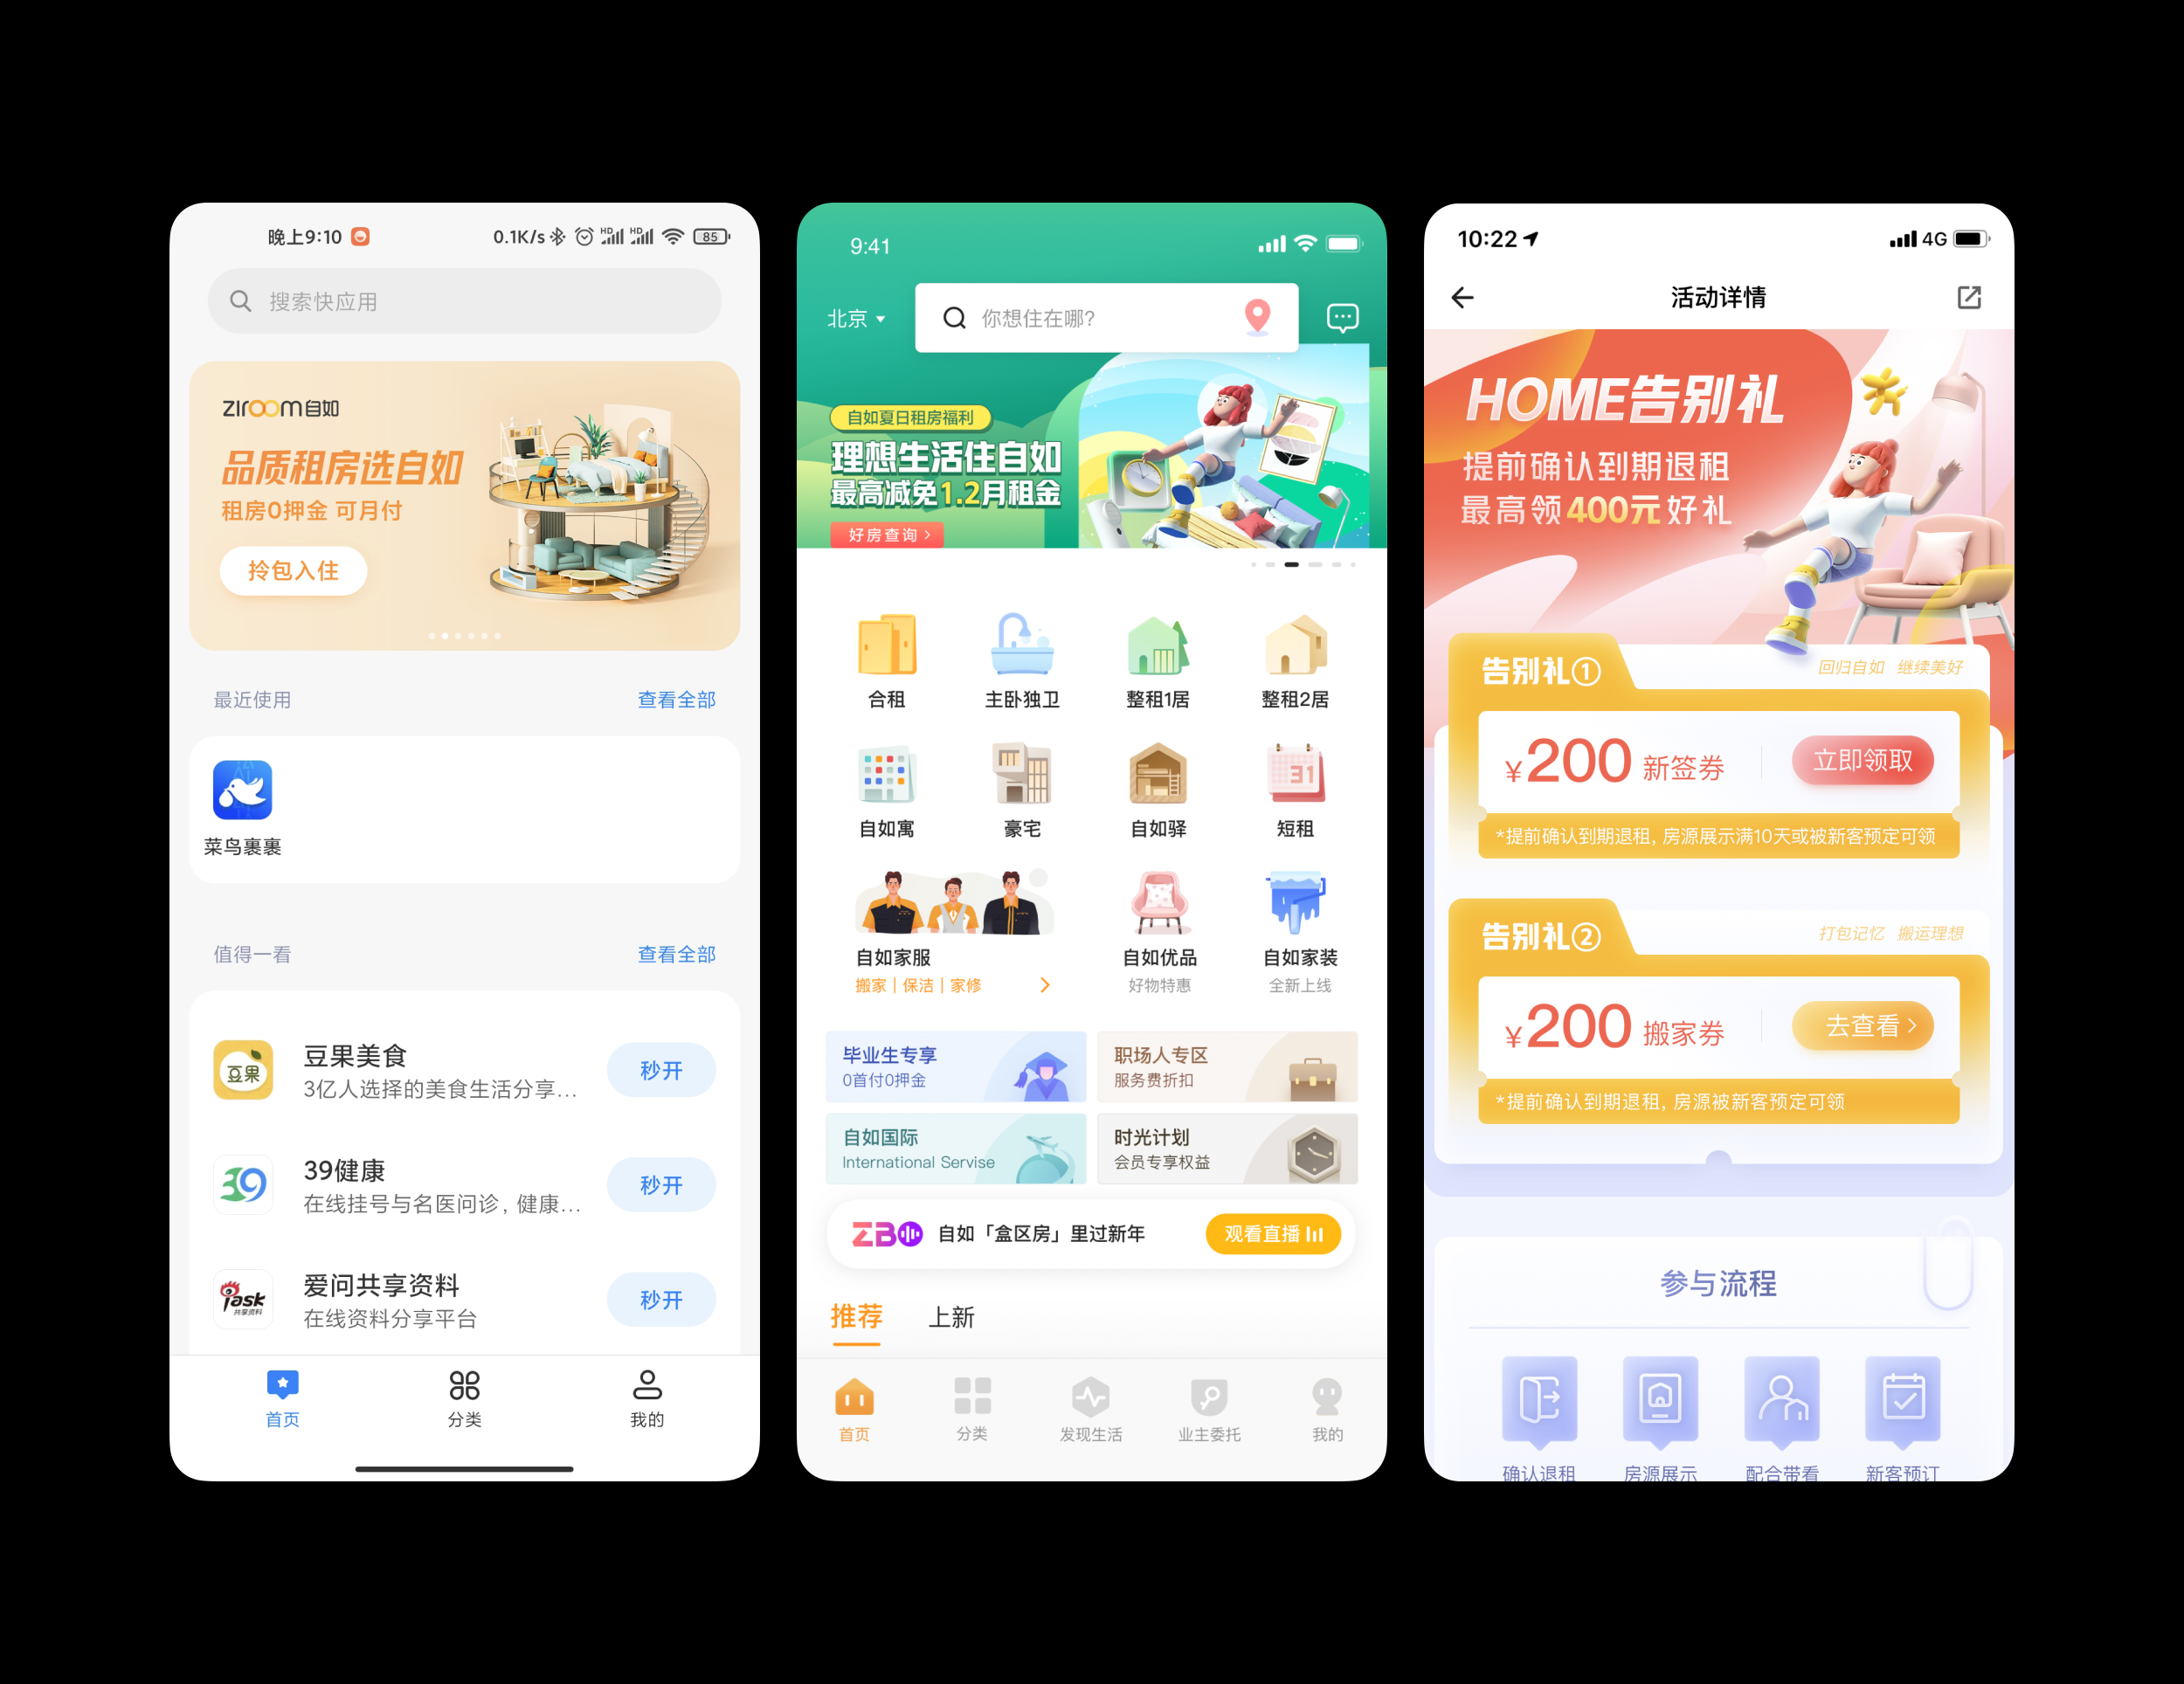 晚上9:10
0.1K/s
HD
HD
85
搜索快应用
ziroom自如
品质租房选自如
租房0押金 可月付
拎包入住
最近使用
查看全部
菜鸟裹裹
值得一看
查看全部
豆果
豆果美食
3亿人选择的美食生活分享...
秒开
39
39健康
在线挂号与名医问诊, 健康...
秒开
iask
共享资料
爱问共享资料
在线资料分享平台
秒开
首页
分类
我的
9:41
北京
你想住在哪?
自如夏日租房福利
理想生活住自如
最高减免1.2月租金
好房查询 >
合租
主卧独卫
整租1居
整租2居
31
自如寓
豪宅
自如驿
短租
自如家服
搬家 | 保洁 | 家修
自如优品
好物特惠
自如家装
全新上线
毕业生专享
0首付0押金
职场人专区
服务费折扣
自如国际
International Servise
时光计划
会员专享权益
ZBO
自如「盒区房」里过新年
观看直播
推荐
上新
首页
分类
发现生活
业主委托
我的
10:22
4G
活动详情
HOME告别礼
提前确认到期退租
最高领400元好礼
告别礼①
回归自如 继续美好
¥200 新签券
立即领取
*提前确认到期退租, 房源展示满10天或被新客预定可领
告别礼②
打包记忆 搬运理想
¥200 搬家券
去查看 >
*提前确认到期退租, 房源被新客预定可领
参与流程
确认退租
房源展示
配合带看
新客预订